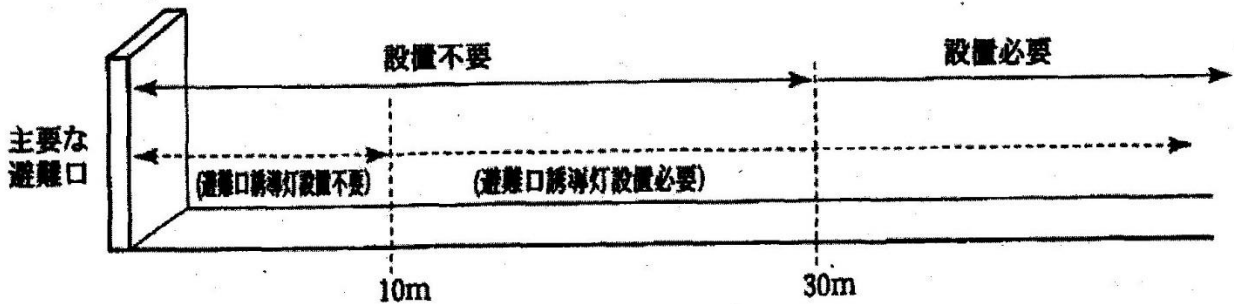 設置不要
設置必要
主要な
避難口
(避難口誘導灯設置不要)
(避難口誘導灯設置必要)
10m
30m